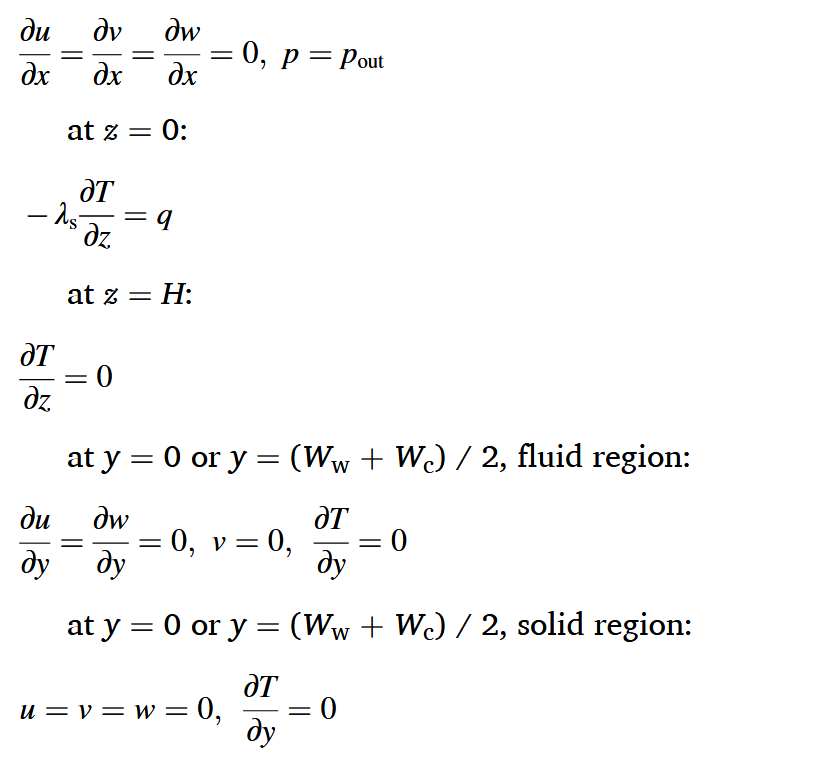 ∂u/∂x = ∂v/∂x = ∂w/∂x = 0, p = p_out
at z = 0:
− λ_s ∂T/∂z = q
at z = H:
∂T/∂z = 0
at y = 0 or y = (W_w + W_c) / 2, fluid region:
∂u/∂y = ∂w/∂y = 0, v = 0, ∂T/∂y = 0
at y = 0 or y = (W_w + W_c) / 2, solid region:
u = v = w = 0, ∂T/∂y = 0